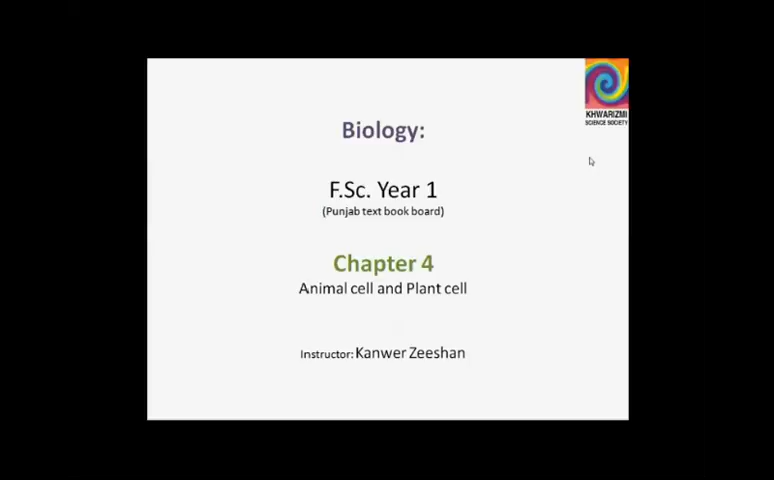 KHWARIZMI
SCIENCE SOCIETY
Biology:
F.Sc. Year 1
(Punjab text book board)
Chapter 4
Animal cell and Plant cell
Instructor: Kanwer Zeeshan